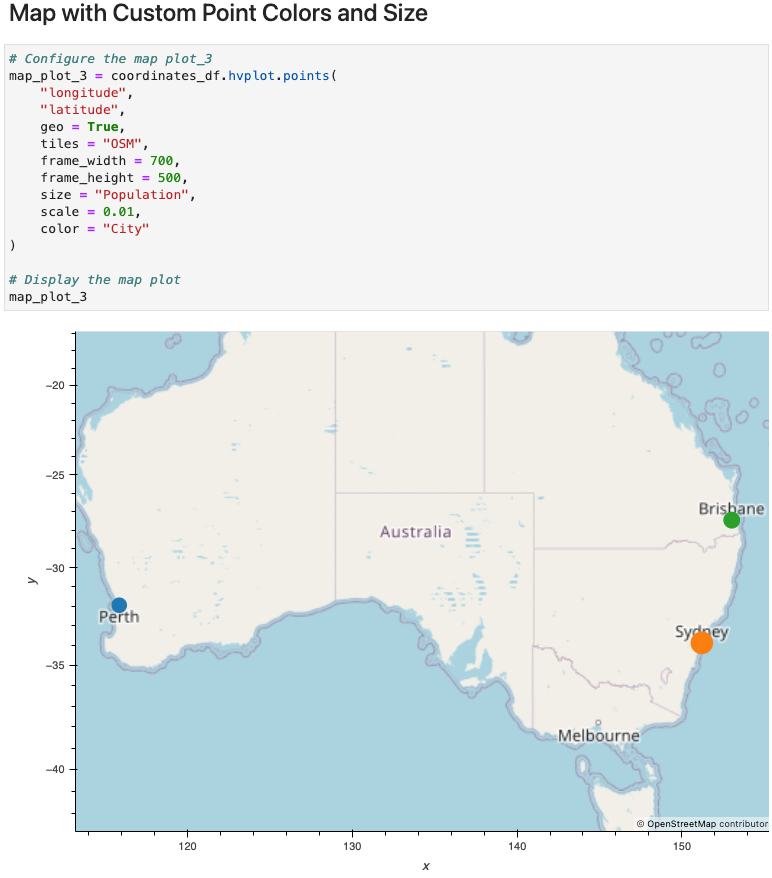 Map with Custom Point Colors and Size
# Configure the map plot_3
map_plot_3 = coordinates_df.hvplot.points(
    "longitude",
    "latitude",
    geo = True,
    tiles = "OSM",
    frame_width = 700,
    frame_height = 500,
    size = "Population",
    scale = 0.01,
    color = "City"
)
# Display the map plot
map_plot_3
−20
−25
Brisbane
Australia
−30
y
Perth
Sydney
−35
Melbourne
−40
© OpenStreetMap contributor
120 130 140 150
x